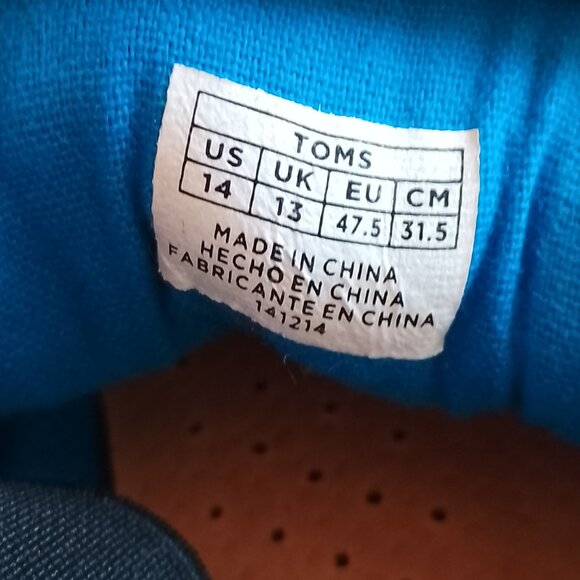 TOMS
US UK EU CM
14 13 47.5 31.5
MADE IN CHINA
HECHO EN CHINA
FABRICANTE EN CHINA
141214